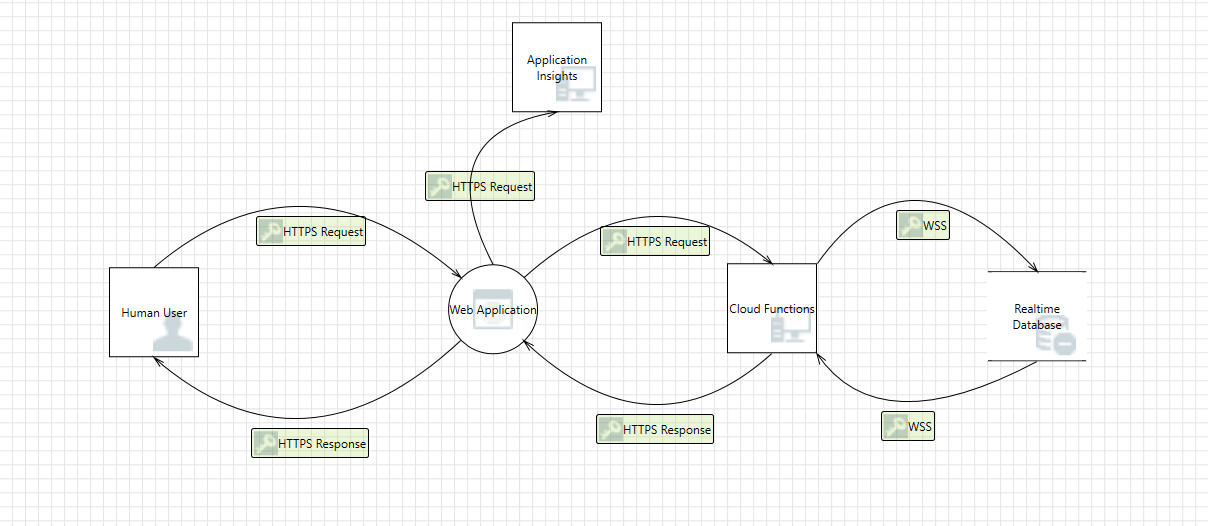 Application
Insights
HTTPS Request
HTTPS Request
HTTPS Request
WSS
Human User
Web Application
Cloud Functions
Realtime
Database
HTTPS Response
HTTPS Response
WSS